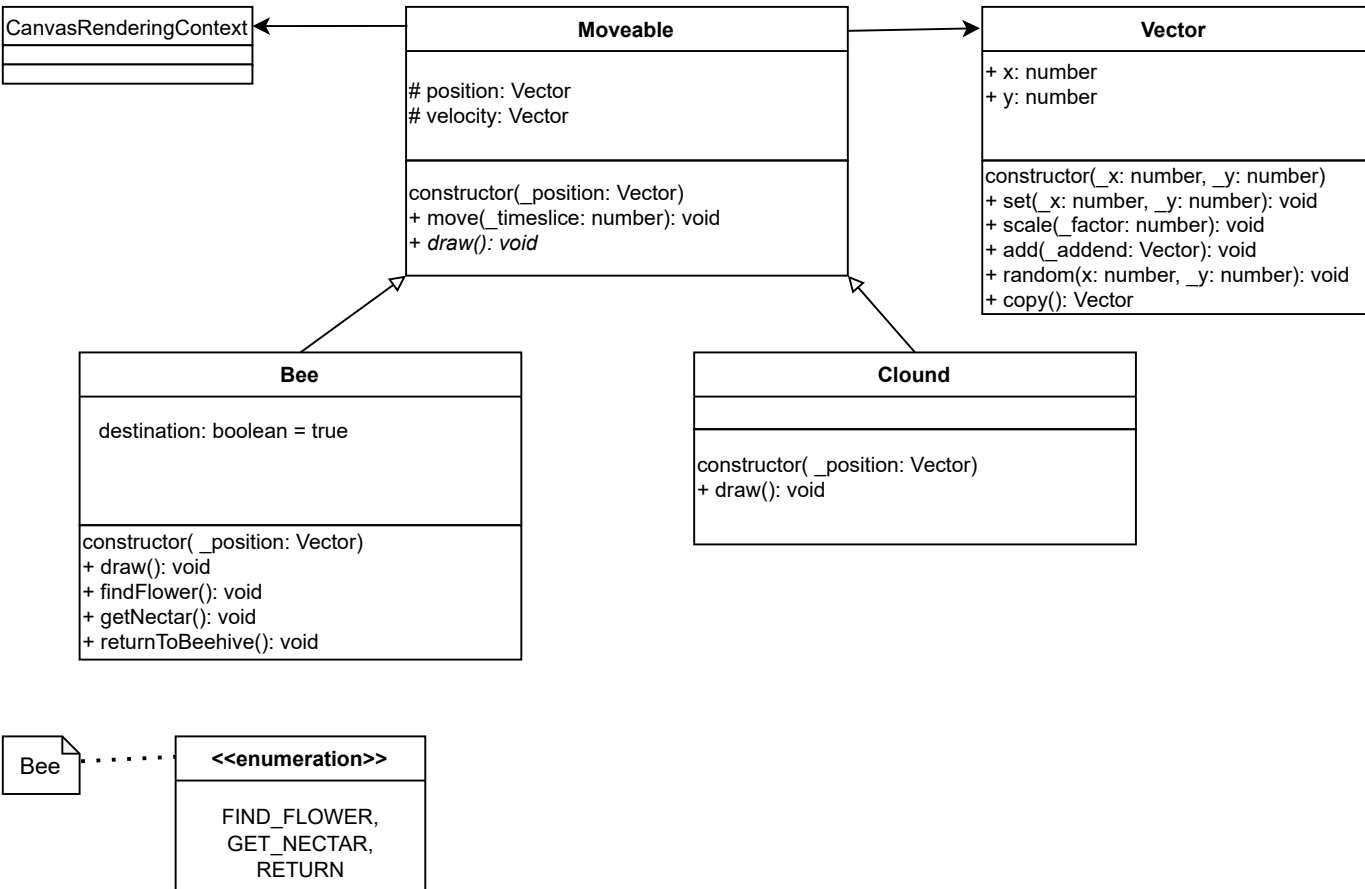 CanvasRenderingContext
Moveable
# position: Vector
# velocity: Vector
constructor(_position: Vector)
+ move(_timeslice: number): void
+ draw(): void
Vector
+ x: number
+ y: number
constructor(_x: number, _y: number)
+ set(_x: number, _y: number): void
+ scale(_factor: number): void
+ add(_addend: Vector): void
+ random(x: number, _y: number): void
+ copy(): Vector
Bee
destination: boolean = true
constructor( _position: Vector)
+ draw(): void
+ findFlower(): void
+ getNectar(): void
+ returnToBeehive(): void
Clound
constructor( _position: Vector)
+ draw(): void
Bee
<<enumeration>>
FIND_FLOWER,
GET_NECTAR,
RETURN